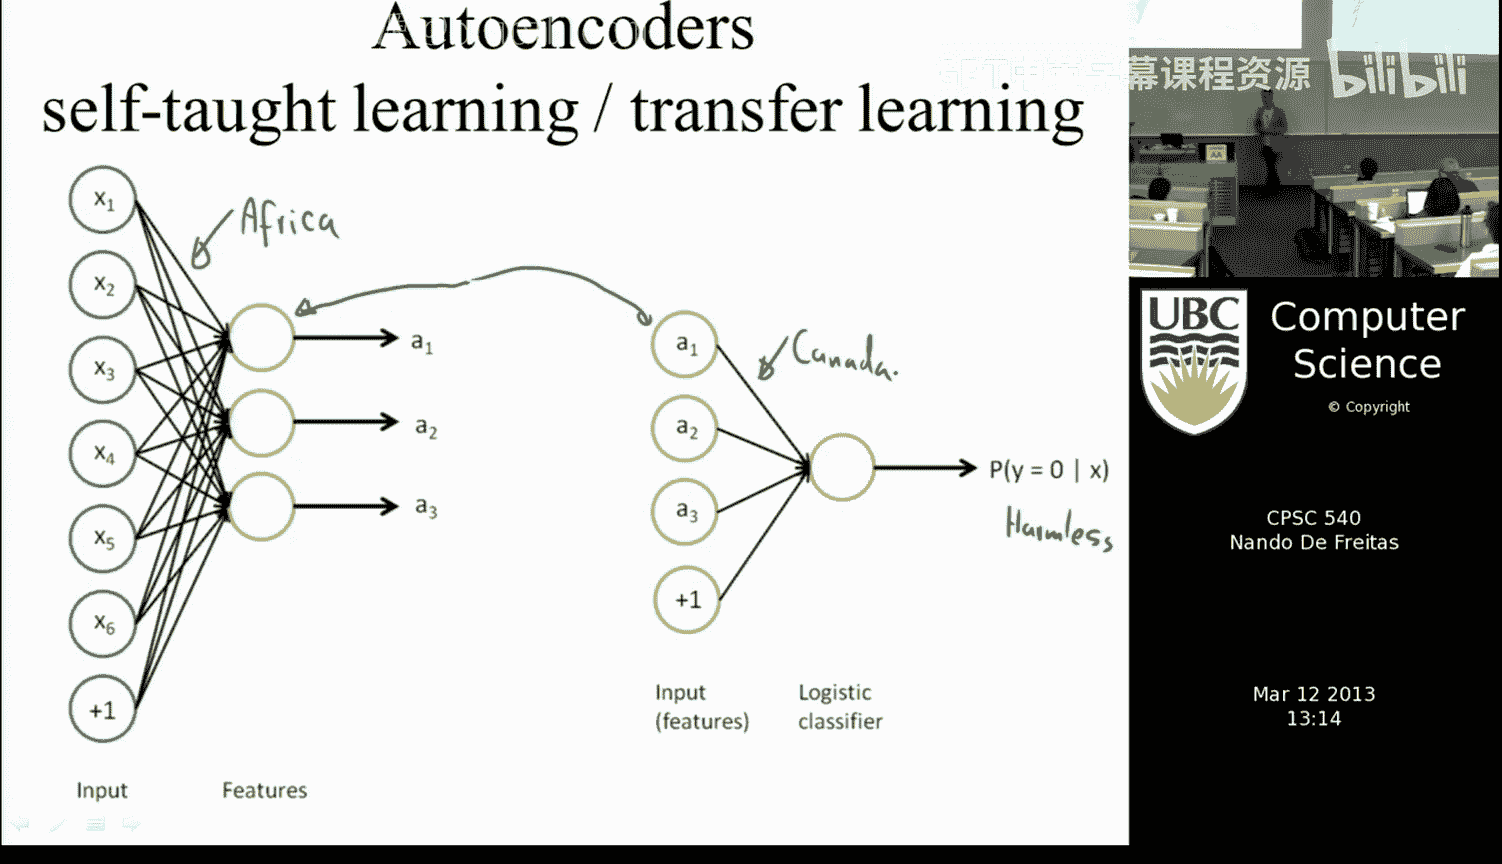 Autoencoders
self-taught learning / transfer learning
幕课程资源 bilibili
x1
x2
x3
x4
x5
x6
+1
Africa
a1
a2
a3
a1
a2
a3
+1
Canada.
P(y = 0 | x)
Harmless
Input
(features)
Logistic
classifier
Input
Features
UBC
Computer
Science
© Copyright
CPSC 540
Nando De Freitas
Mar 12 2013
13:14